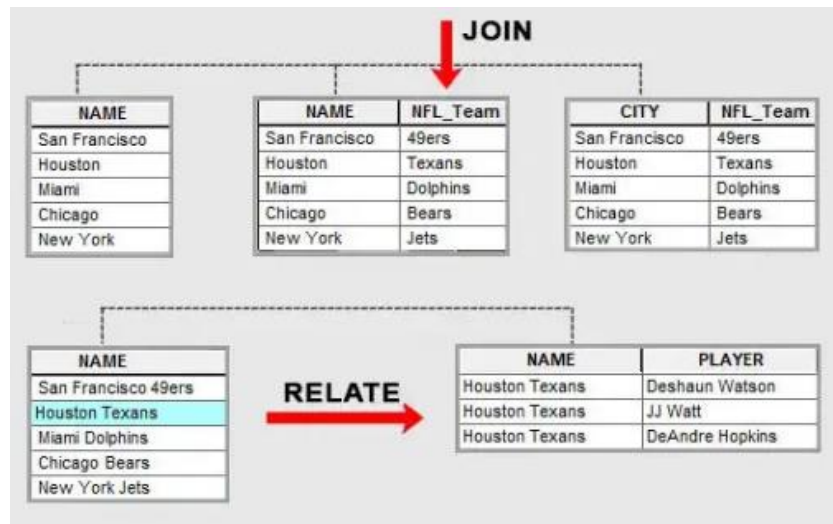 JOIN
NAME
San Francisco
Houston
Miami
Chicago
New York
NAME NFL_Team
San Francisco 49ers
Houston Texans
Miami Dolphins
Chicago Bears
New York Jets
CITY NFL_Team
San Francisco 49ers
Houston Texans
Miami Dolphins
Chicago Bears
New York Jets
NAME
San Francisco 49ers
Houston Texans
Miami Dolphins
Chicago Bears
New York Jets
RELATE
NAME PLAYER
Houston Texans Deshaun Watson
Houston Texans JJ Watt
Houston Texans DeAndre Hopkins